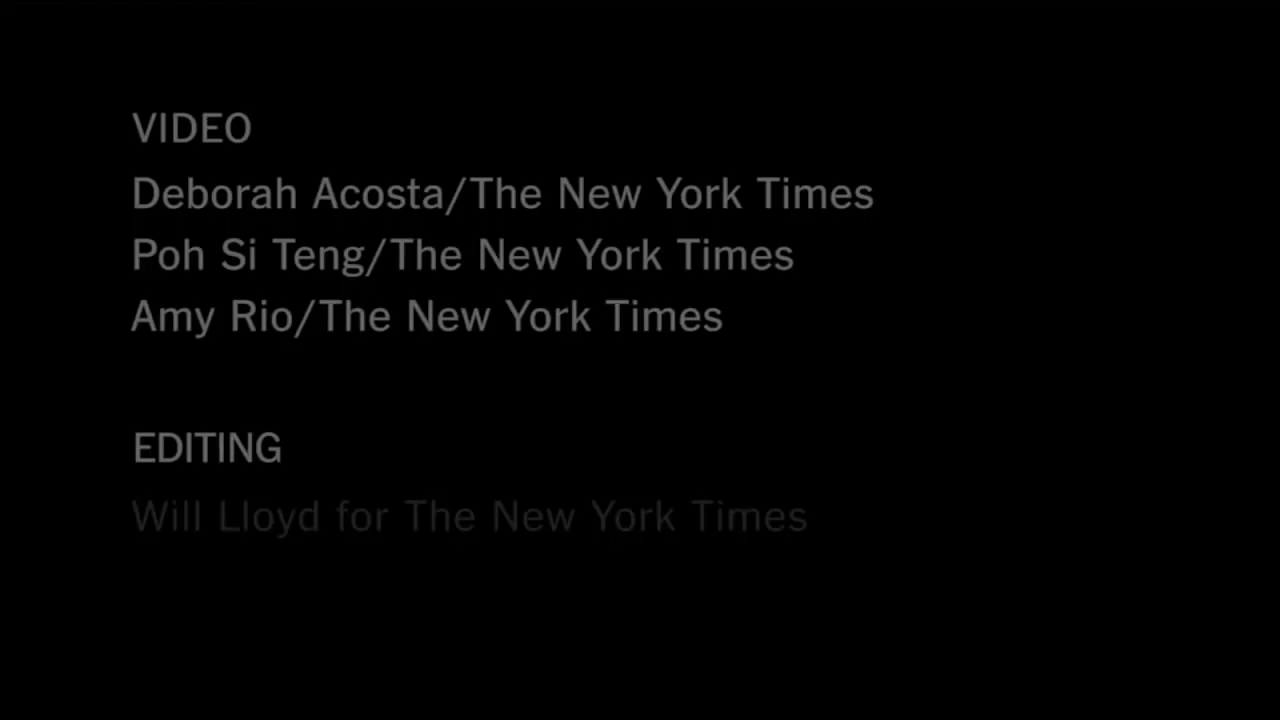 VIDEO
Deborah Acosta/The New York Times
Poh Si Teng/The New York Times
Amy Rio/The New York Times
EDITING
Will Lloyd for The New York Times